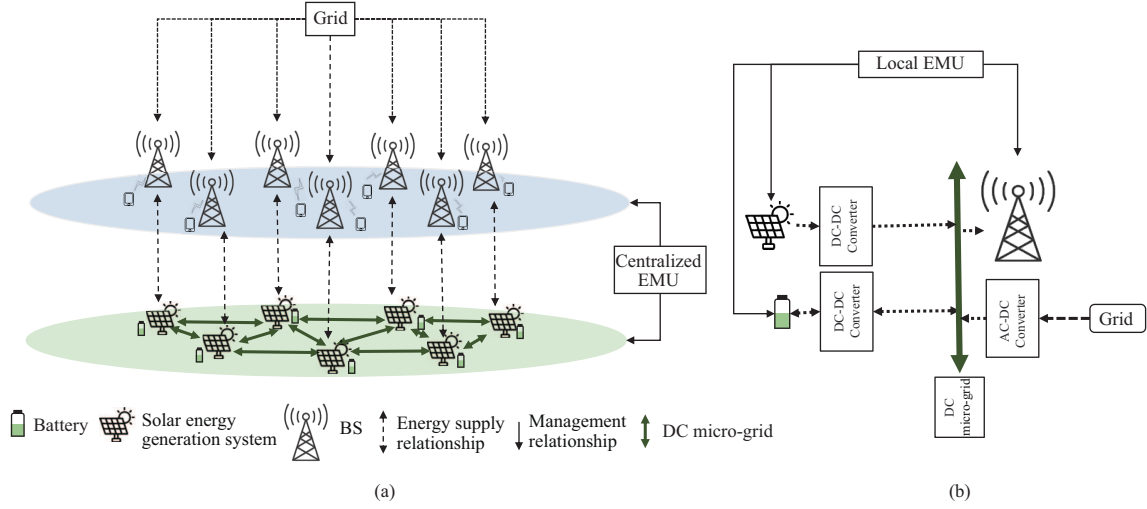 Grid
Centralized
EMU
Local EMU
DC-DC
Converter
DC-DC
Converter
AC-DC
Converter
Grid
DC
micro-grid
Battery
Solar energy
generation system
BS
Energy supply
relationship
Management
relationship
DC micro-grid
(a)
(b)